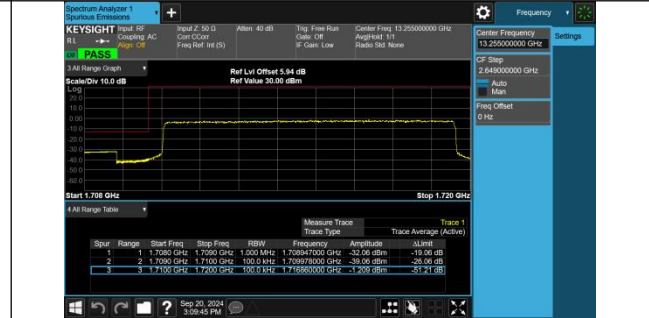 Spectrum Analyzer 1
Spurious Emissions
+
Frequency
KEYSIGHT
Input: RF
Input Z: 50 Ω
Atten: 40 dB
Trig: Free Run
Center Freq: 13.255000000 GHz
RL
Coupling: AC
Corr CCorr
Gate: Off
Avg|Hold: 1/1
Align: Off
Freq Ref: Int (S)
IF Gain: Low
Radio Std: None
PASS
Center Frequency
13.255000000 GHz
Settings
CF Step
2.649000000 GHz
Auto
Man
Freq Offset
0 Hz
3 All Range Graph
Ref Lvl Offset 5.94 dB
Scale/Div 10.0 dB
Ref Value 30.00 dBm
Log
20.0
10.0
0.00
-10.0
-20.0
-30.0
-40.0
-50.0
-60.0
Start 1.708 GHz
Stop 1.720 GHz
4 All Range Table
Measure Trace
Trace 1
Trace Type
Trace Average (Active)
Spur Range Start Freq Stop Freq RBW Frequency Amplitude ΔLimit
1 1 1.7080 GHz 1.7090 GHz 1.000 MHz 1.708947000 GHz -32.06 dBm -19.06 dB
2 2 1.7090 GHz 1.7100 GHz 100.0 kHz 1.709978000 GHz -39.06 dBm -26.06 dB
3 3 1.7100 GHz 1.7200 GHz 100.0 kHz 1.716860000 GHz -1.209 dBm -51.21 dB
?
Sep 20, 2024
3:09:45 PM